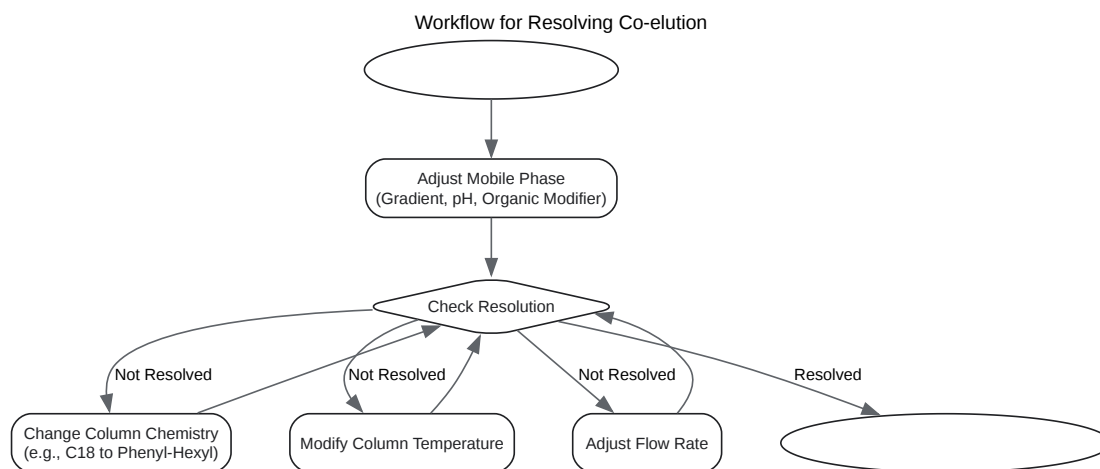 Workflow for Resolving Co-elution
Adjust Mobile Phase
(Gradient, pH, Organic Modifier)
Check Resolution
Not Resolved
Not Resolved
Not Resolved
Resolved
Change Column Chemistry
(e.g., C18 to Phenyl-Hexyl)
Modify Column Temperature
Adjust Flow Rate